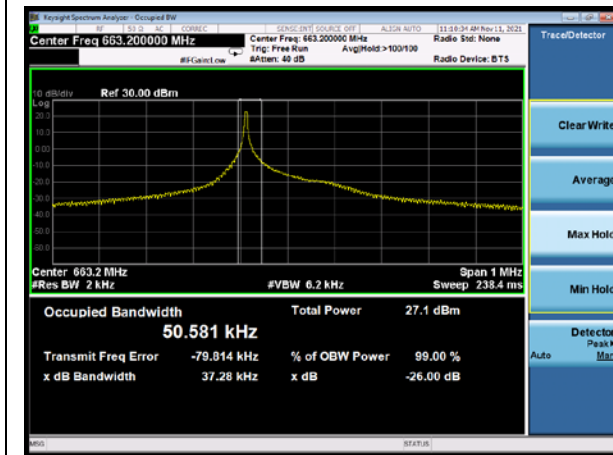 Keysight Spectrum Analyzer - Occupied BW
RF 50 Ω AC CORREC SENSE:INT SOURCE OFF ALIGN AUTO 11:18:34 AM Nov 11, 2021
Center Freq 663.200000 MHz
Center Freq: 663.200000 MHz
Radio Std: None
Trace/Detector
Trig: Free Run Avg|Hold:>100/100
#IFGain:Low #Atten: 40 dB Radio Device: BTS
10 dB/div Ref 30.00 dBm
Log
20.0
10.0
0.00
-10.0
-20.0
-30.0
-40.0
-50.0
-60.0
Clear Write
Average
Max Hold
Min Hold
Center 663.2 MHz Span 1 MHz
#Res BW 2 kHz #VBW 6.2 kHz Sweep 238.4 ms
Occupied Bandwidth Total Power 27.1 dBm
50.581 kHz
Transmit Freq Error -79.814 kHz % of OBW Power 99.00 %
x dB Bandwidth 37.28 kHz x dB -26.00 dB
Detector
Peak
Auto Man
MSG STATUS